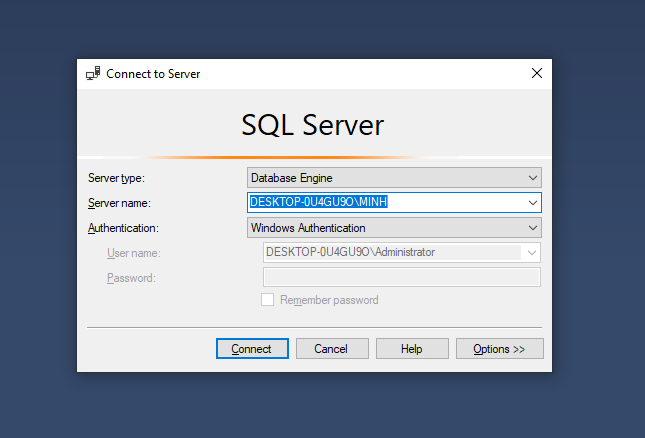 Connect to Server
SQL Server
Server type: Database Engine
Server name: DESKTOP-0U4GU9O\MINH
Authentication: Windows Authentication
User name: DESKTOP-0U4GU9O\Administrator
Password:
Remember password
Connect Cancel Help Options >>